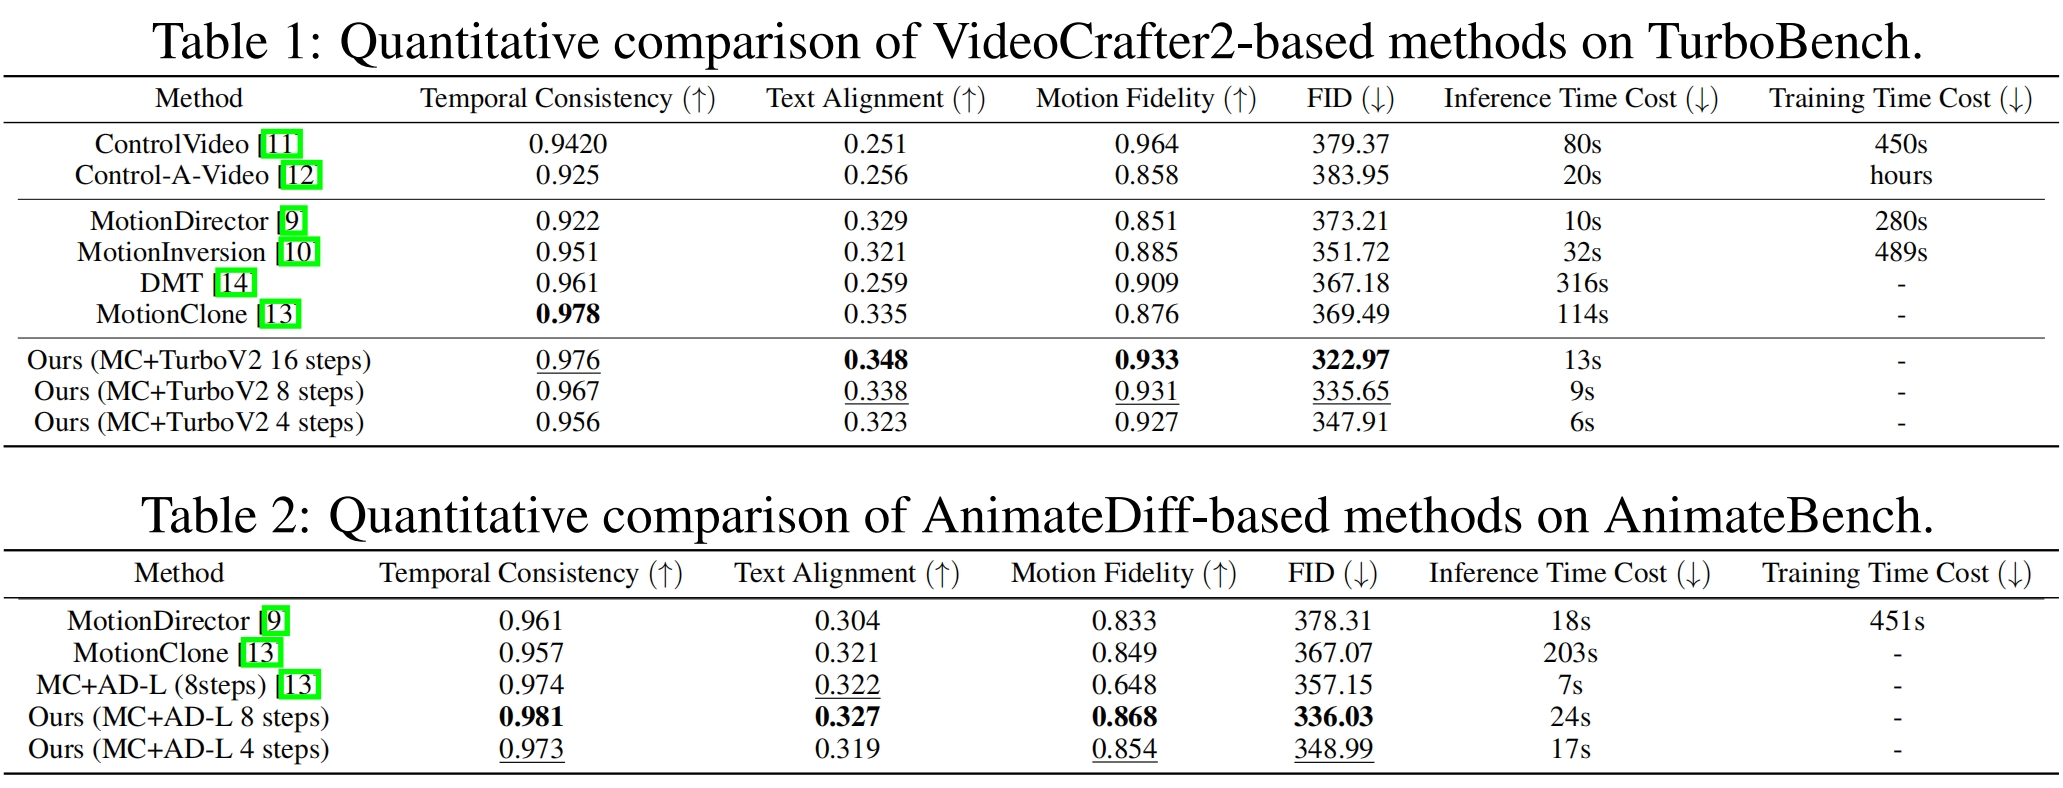 Table 1: Quantitative comparison of VideoCrafter2-based methods on TurboBench.
Method Temporal Consistency (↑) Text Alignment (↑) Motion Fidelity (↑) FID (↓) Inference Time Cost (↓) Training Time Cost (↓)
ControlVideo [11] 0.9420 0.251 0.964 379.37 80s 450s
Control-A-Video [12] 0.925 0.256 0.858 383.95 20s hours
MotionDirector [9] 0.922 0.329 0.851 373.21 10s 280s
MotionInversion [10] 0.951 0.321 0.885 351.72 32s 489s
DMT [14] 0.961 0.259 0.909 367.18 316s -
MotionClone [13] 0.978 0.335 0.876 369.49 114s -
Ours (MC+TurboV2 16 steps) 0.976 0.348 0.933 322.97 13s -
Ours (MC+TurboV2 8 steps) 0.967 0.338 0.931 335.65 9s -
Ours (MC+TurboV2 4 steps) 0.956 0.323 0.927 347.91 6s -
Table 2: Quantitative comparison of AnimateDiff-based methods on AnimateBench.
Method Temporal Consistency (↑) Text Alignment (↑) Motion Fidelity (↑) FID (↓) Inference Time Cost (↓) Training Time Cost (↓)
MotionDirector [9] 0.961 0.304 0.833 378.31 18s 451s
MotionClone [13] 0.957 0.321 0.849 367.07 203s -
MC+AD-L (8steps) [13] 0.974 0.322 0.648 357.15 7s -
Ours (MC+AD-L 8 steps) 0.981 0.327 0.868 336.03 24s -
Ours (MC+AD-L 4 steps) 0.973 0.319 0.854 348.99 17s -